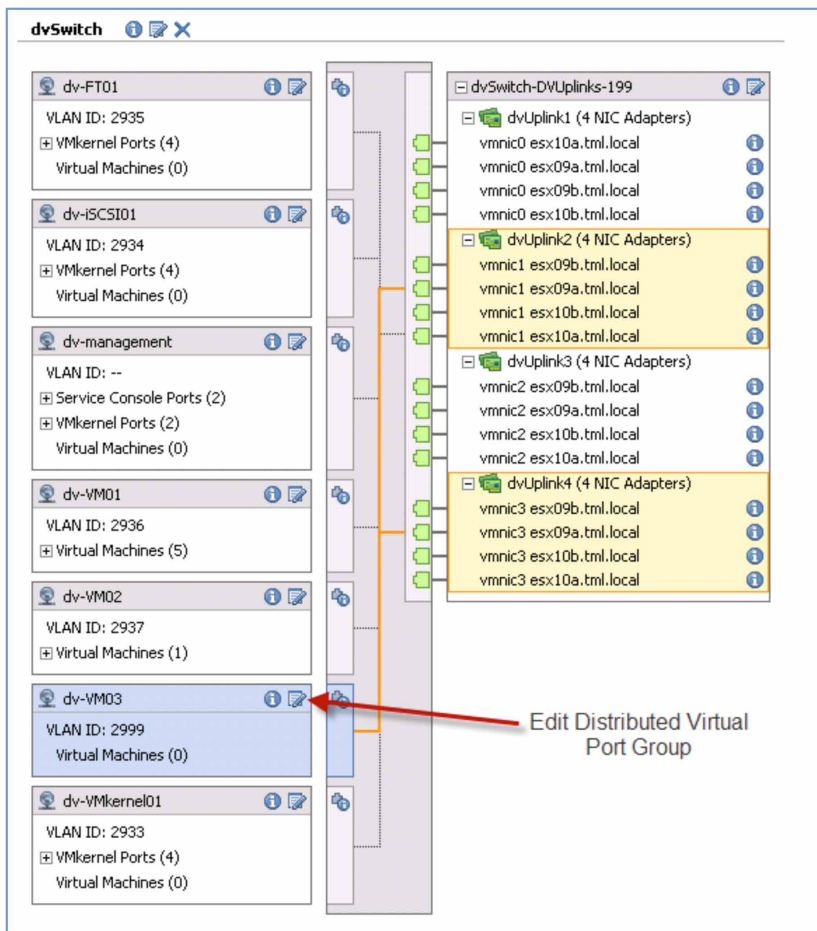 dvSwitch
dv-FT01
VLAN ID: 2935
VMkernel Ports (4)
Virtual Machines (0)
dv-iSCSI01
VLAN ID: 2934
VMkernel Ports (4)
Virtual Machines (0)
dv-management
VLAN ID: --
Service Console Ports (2)
VMkernel Ports (2)
Virtual Machines (0)
dv-VM01
VLAN ID: 2936
Virtual Machines (5)
dv-VM02
VLAN ID: 2937
Virtual Machines (1)
dv-VM03
VLAN ID: 2999
Virtual Machines (0)
dv-VMkernel01
VLAN ID: 2933
VMkernel Ports (4)
Virtual Machines (0)
dvSwitch-DVUplinks-199
dvUplink1 (4 NIC Adapters)
vmnic0 esx10a.tml.local
vmnic0 esx09a.tml.local
vmnic0 esx09b.tml.local
vmnic0 esx10b.tml.local
dvUplink2 (4 NIC Adapters)
vmnic1 esx09b.tml.local
vmnic1 esx09a.tml.local
vmnic1 esx10b.tml.local
vmnic1 esx10a.tml.local
dvUplink3 (4 NIC Adapters)
vmnic2 esx09b.tml.local
vmnic2 esx09a.tml.local
vmnic2 esx10b.tml.local
vmnic2 esx10a.tml.local
dvUplink4 (4 NIC Adapters)
vmnic3 esx09b.tml.local
vmnic3 esx09a.tml.local
vmnic3 esx10b.tml.local
vmnic3 esx10a.tml.local
Edit Distributed Virtual
Port Group